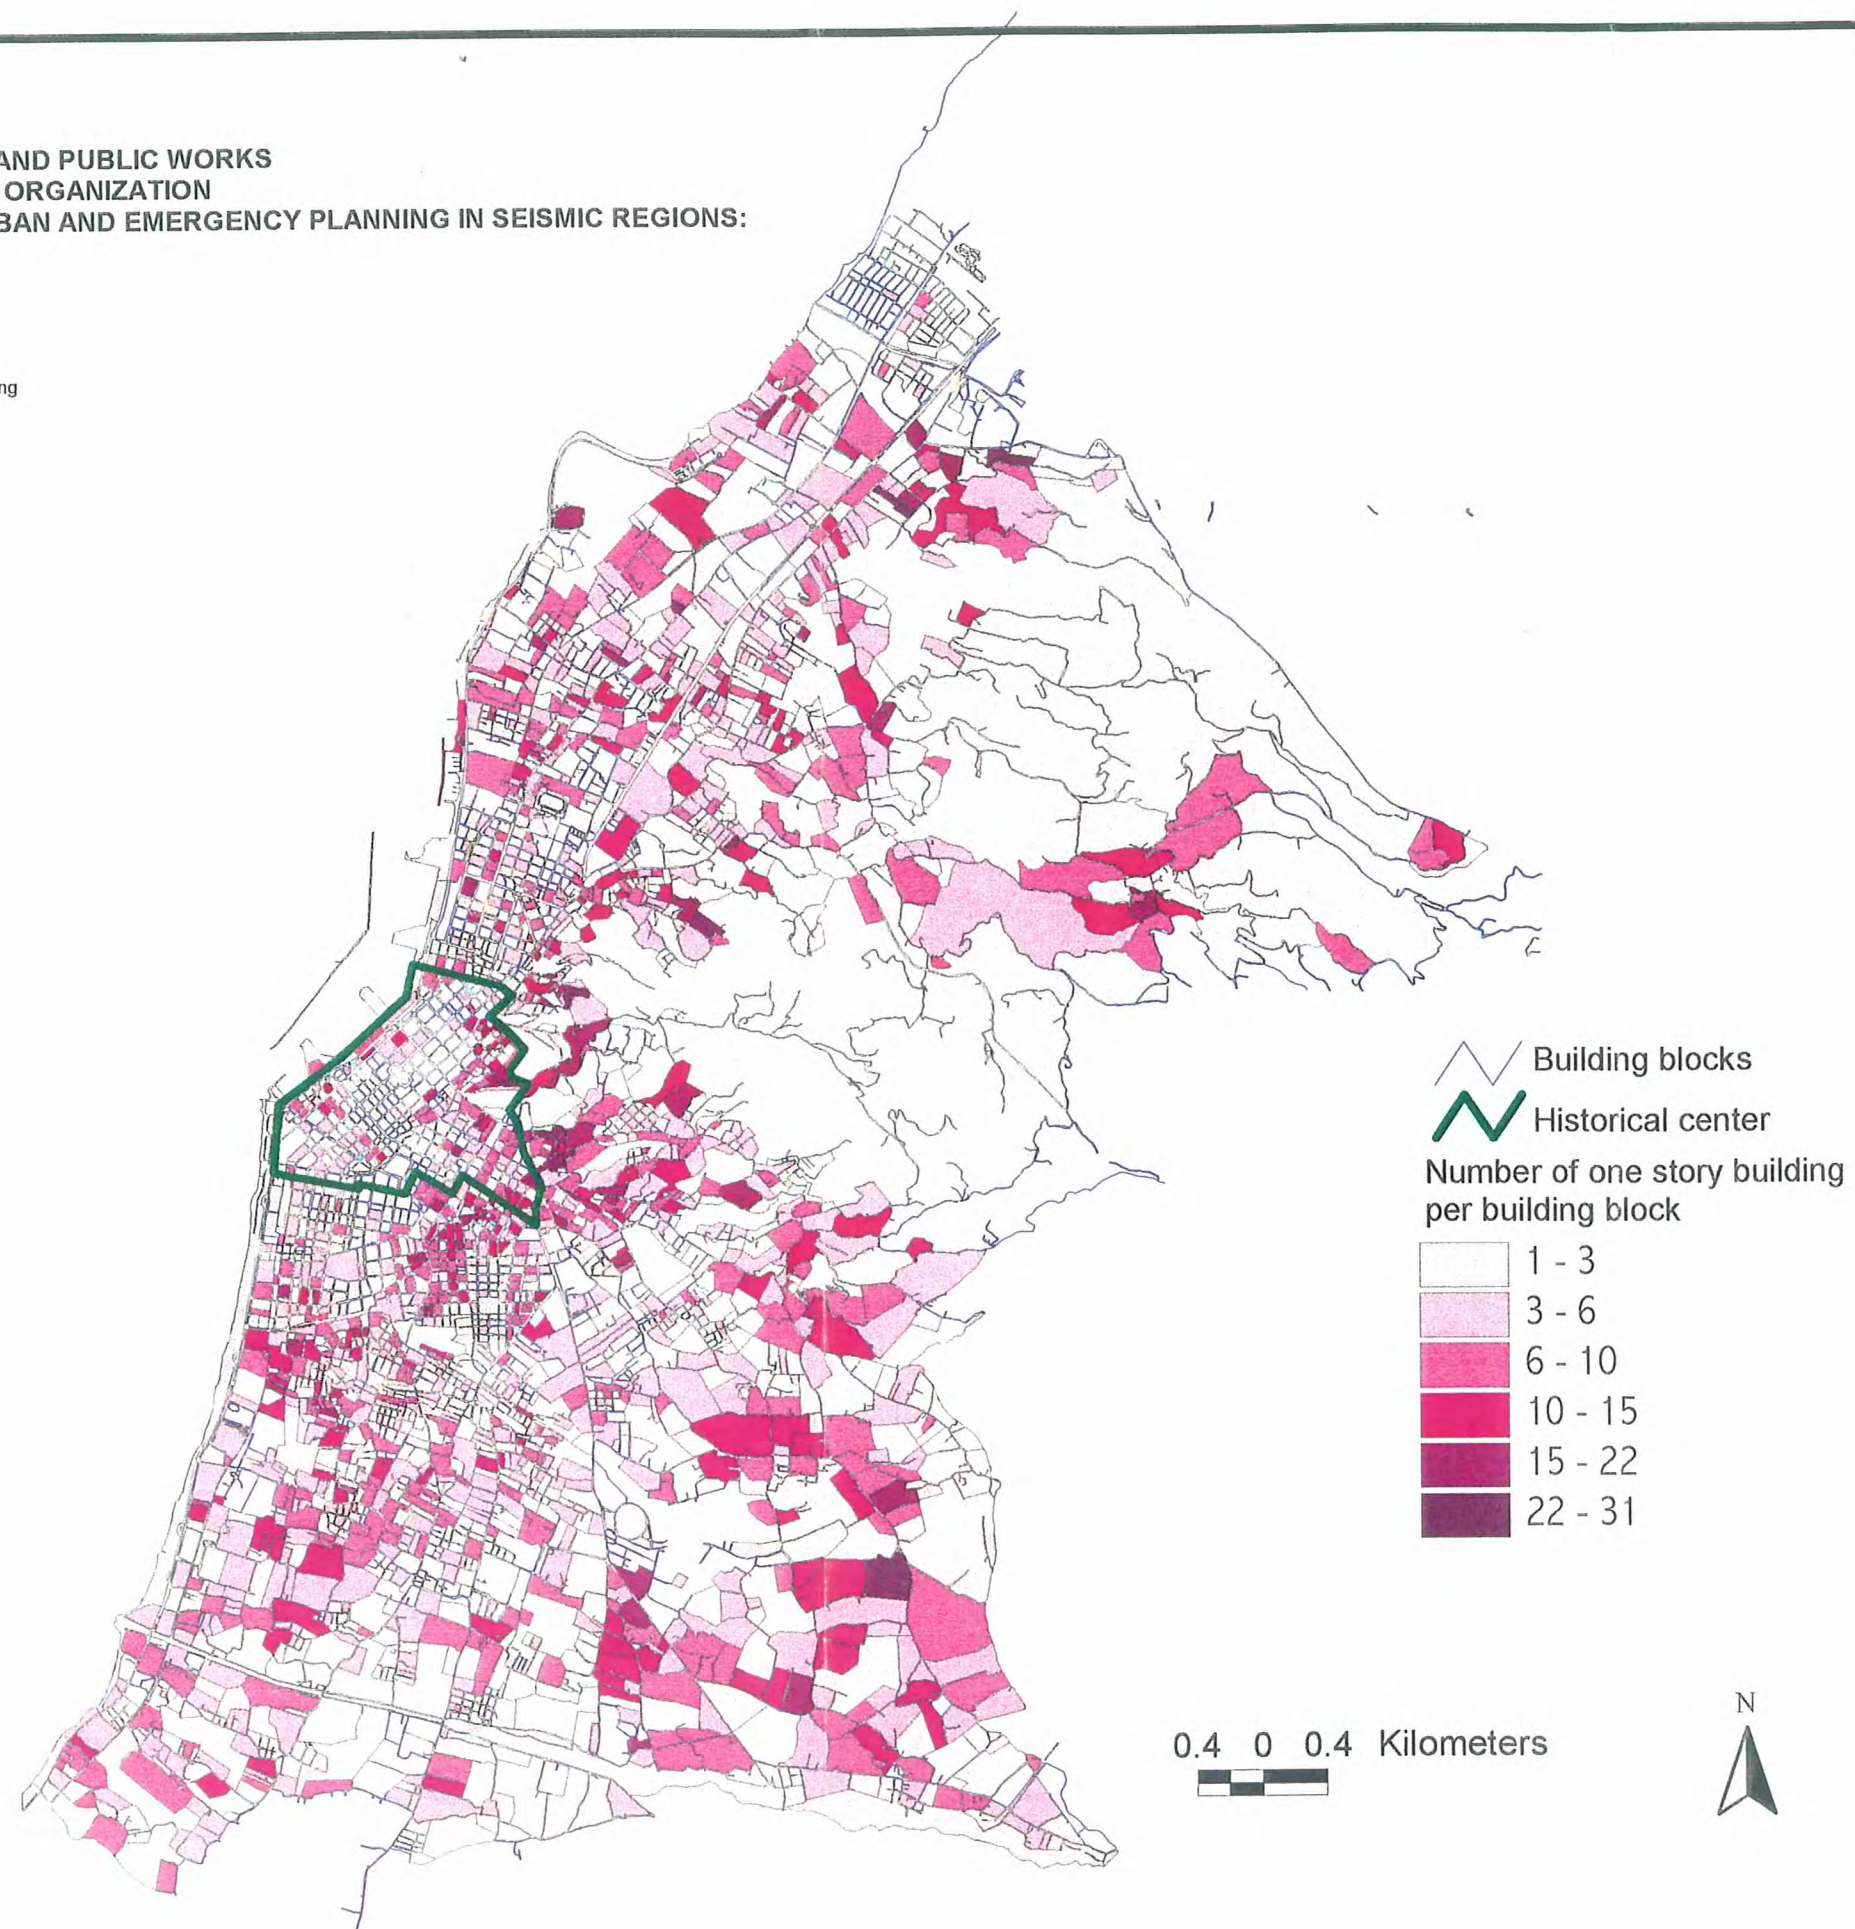 AND PUBLIC WORKS
ORGANIZATION
BAN AND EMERGENCY PLANNING IN SEISMIC REGIONS:
ng
Building blocks
Historical center
Number of one story building
per building block
1 - 3
3 - 6
6 - 10
10 - 15
15 - 22
22 - 31
0.4 0 0.4 Kilometers
N